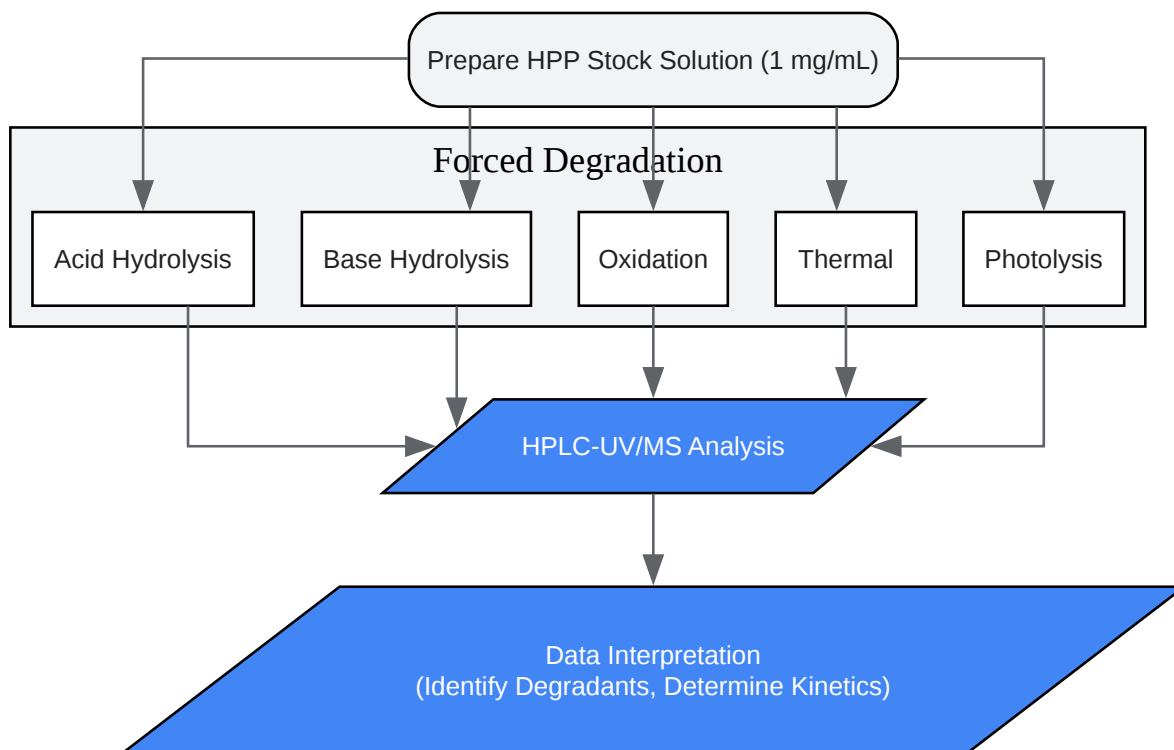 Prepare HPP Stock Solution (1 mg/mL)
Forced Degradation
Acid Hydrolysis
Base Hydrolysis
Oxidation
Thermal
Photolysis
HPLC-UV/MS Analysis
Data Interpretation
(Identify Degradants, Determine Kinetics)